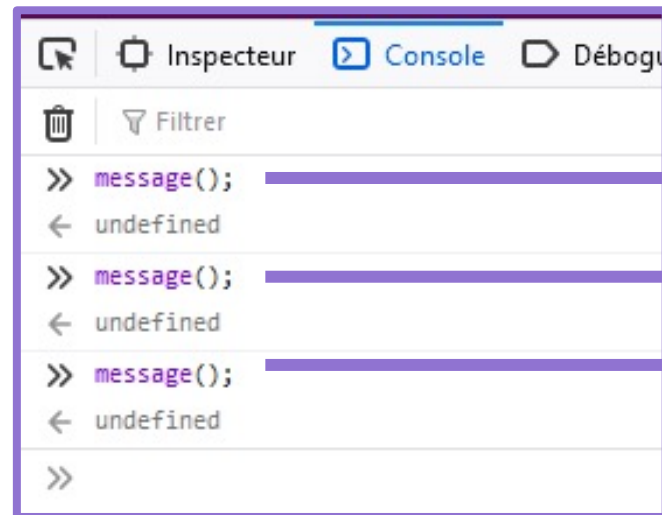 Inspecteur Console Débogu
Filtrer
>> message();
← undefined
>> message();
← undefined
>> message();
← undefined
>>